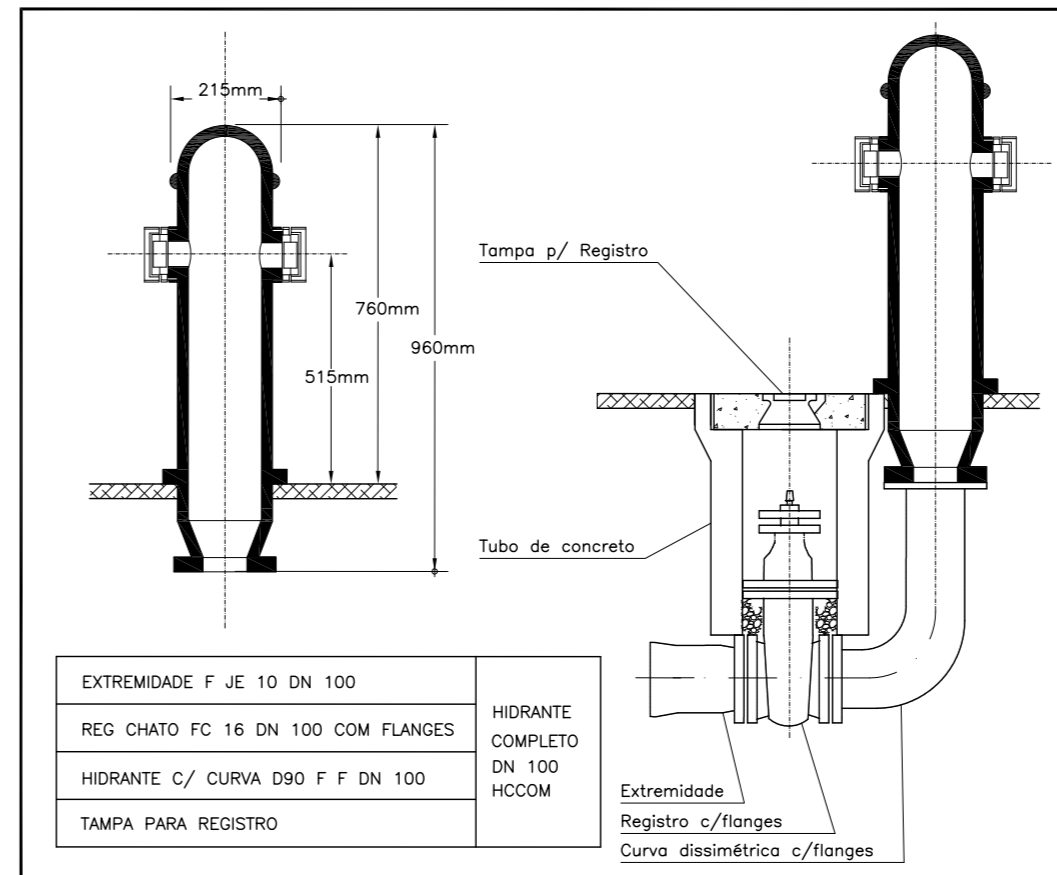 215mm
760mm
960mm
515mm
Tampa p/ Registro
Tubo de concreto
EXTREMIDADE F JE 10 DN 100
REG CHATO FC 16 DN 100 COM FLANGES
HIDRANTE C/ CURVA D90 F F DN 100
TAMPA PARA REGISTRO
HIDRANTE
COMPLETO
DN 100
HCCOM
Extremidade
Registro c/flanges
Curva dissimétrica c/flanges